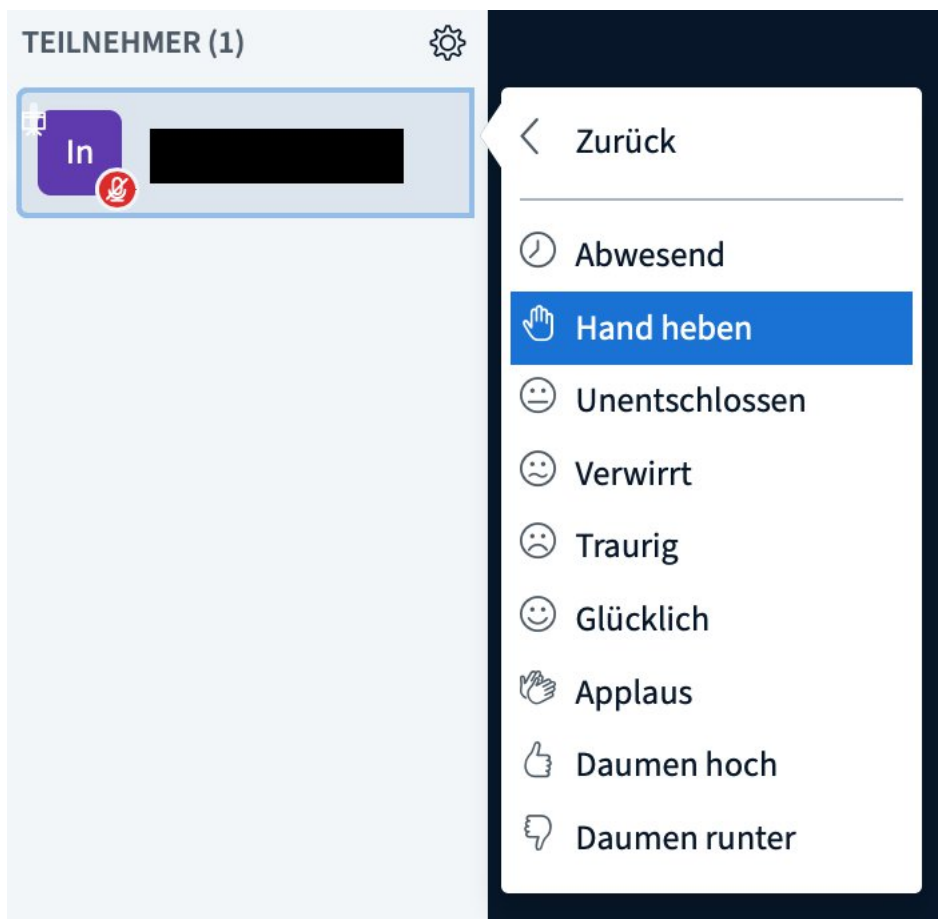 TEILNEHMER (1)
In
Zurück
Abwesend
Hand heben
Unentschlossen
Verwirrt
Traurig
Glücklich
Applaus
Daumen hoch
Daumen runter